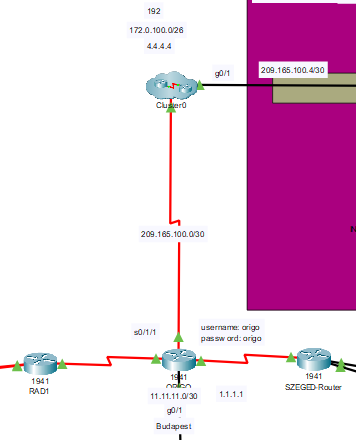 192
172.0.100.0/26
4.4.4.4
g0/1
209.165.100.4/30
Cluster0
209.165.100.0/30
s0/1/1
username: origo
password: origo
1941
RAD1
1941
ORIGO
1941
SZEGED-Router
11.11.11.0/30
1.1.1.1
g0/1
Budapest